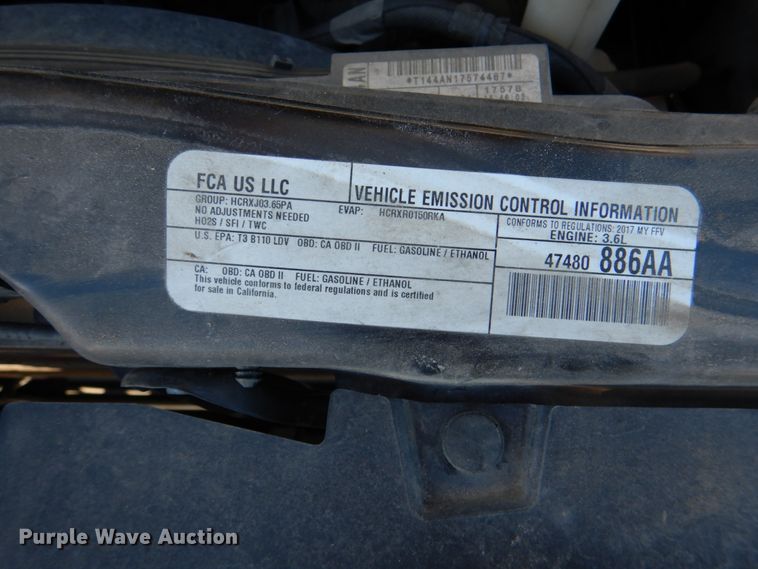 *T144AN17574467*
1757B
FCA US LLC
VEHICLE EMISSION CONTROL INFORMATION
GROUP: HCRXJ03.65PA EVAP: HCRXR0150RKA
NO ADJUSTMENTS NEEDED
HO2S / SFI / TWC
CONFORMS TO REGULATIONS: 2017 MY FFV
ENGINE: 3.6L
U.S. EPA: T3 B110 LDV OBD: CA OBD II FUEL: GASOLINE / ETHANOL
47480 886AA
CA: OBD: CA OBD II FUEL: GASOLINE / ETHANOL
This vehicle conforms to federal regulations and is certified
for sale in California.
Purple Wave Auction